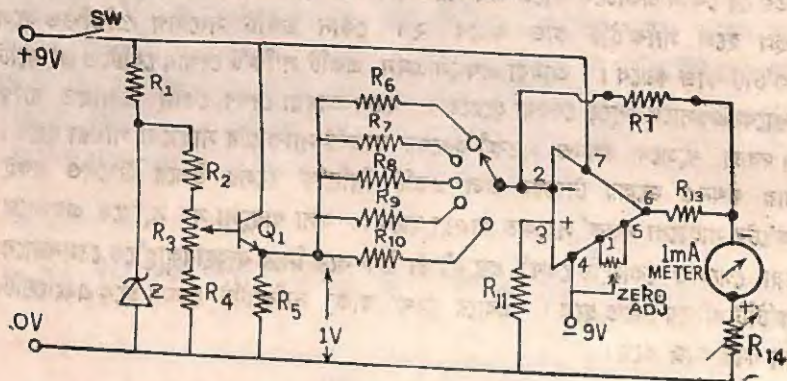 SW
+9V
R1
R2
R3
R4
Z
Q1
R5
1V
R6
R7
R8
R9
R10
R11
RT
2
-
7
3
+
6
5
1
4
R13
ZERO
ADJ
-9V
1mA
METER
+
R14
.0V